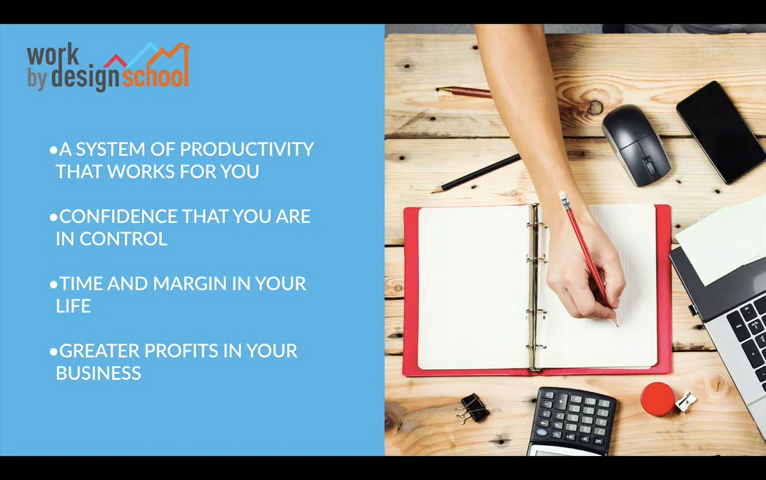 work
by design school
•A SYSTEM OF PRODUCTIVITY
THAT WORKS FOR YOU
•CONFIDENCE THAT YOU ARE
IN CONTROL
•TIME AND MARGIN IN YOUR
LIFE
•GREATER PROFITS IN YOUR
BUSINESS